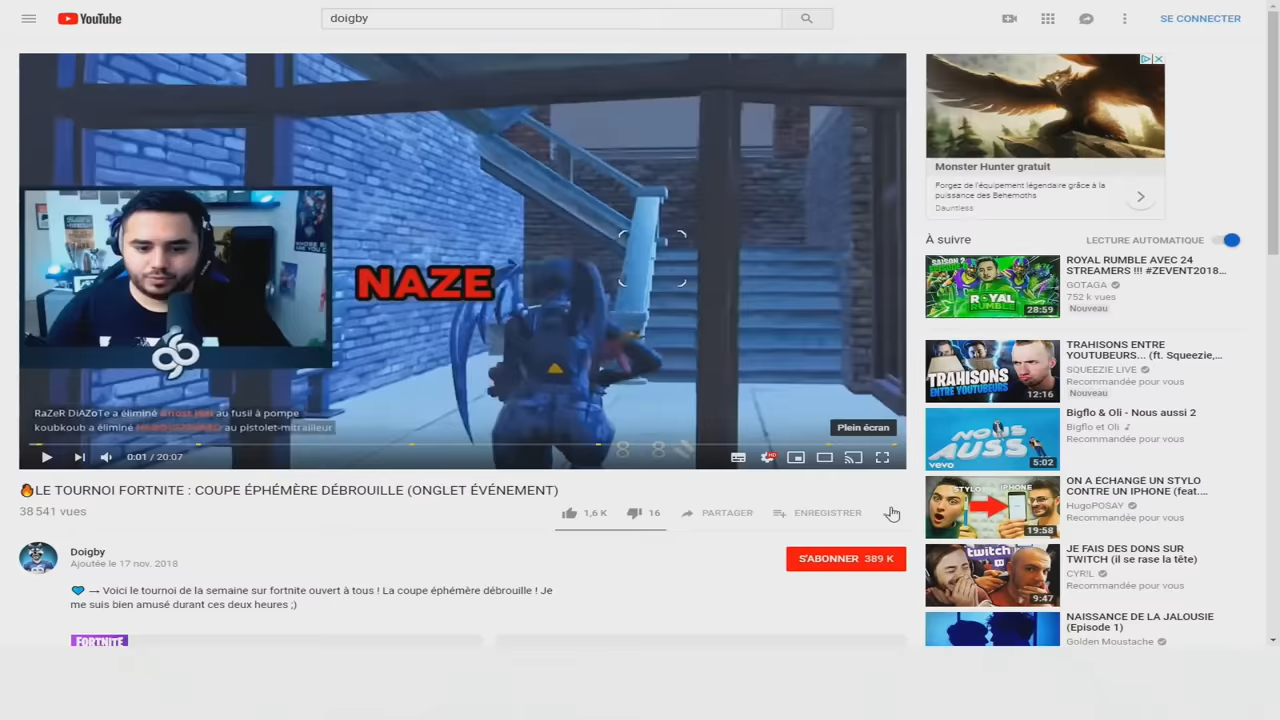 YouTube
doigby
SE CONNECTER
NAZE
RaZeR DiAZoTe a éliminé au fusil à pompe
koubkoub a éliminé au pistolet-mitrailleur
Plein écran
0:01 / 20:07
HD
LE TOURNOI FORTNITE : COUPE ÉPHÉMÈRE DÉBROUILLE (ONGLET ÉVÉNEMENT)
38 541 vues
1,6 K
16
PARTAGER
ENREGISTRER
Doigby
Ajoutée le 17 nov. 2018
S'ABONNER 389 K
→ Voici le tournoi de la semaine sur fortnite ouvert à tous ! La coupe éphémère débrouille ! Je
me suis bien amusé durant ces deux heures ;)
FORTNITE
Monster Hunter gratuit
Forgez de l'équipement légendaire grâce à la
puissance des Behemoths
Dauntless
À suivre
LECTURE AUTOMATIQUE
SAISON 2
ROYAL
RUMBLE
28:59
ROYAL RUMBLE AVEC 24
STREAMERS !!! #ZEVENT2018...
GOTAGA
752 k vues
Nouveau
TRAHISONS
ENTRE YOUTUBEURS
12:16
TRAHISONS ENTRE
YOUTUBEURS... (ft. Squeezie,...
SQUEEZIE LIVE
Recommandée pour vous
Nouveau
NOUS
AUSS
vevo
5:02
Bigflo & Oli - Nous aussi 2
Bigflo et Oli
Recommandée pour vous
STYLO
IPHONE
19:58
ON A ÉCHANGÉ UN STYLO
CONTRE UN IPHONE (feat....
HugoPOSAY
Recommandée pour vous
twitch
9:47
JE FAIS DES DONS SUR
TWITCH (il se rase la tête)
CYR!L
Recommandée pour vous
NAISSANCE DE LA JALOUSIE
(Episode 1)
Golden Moustache